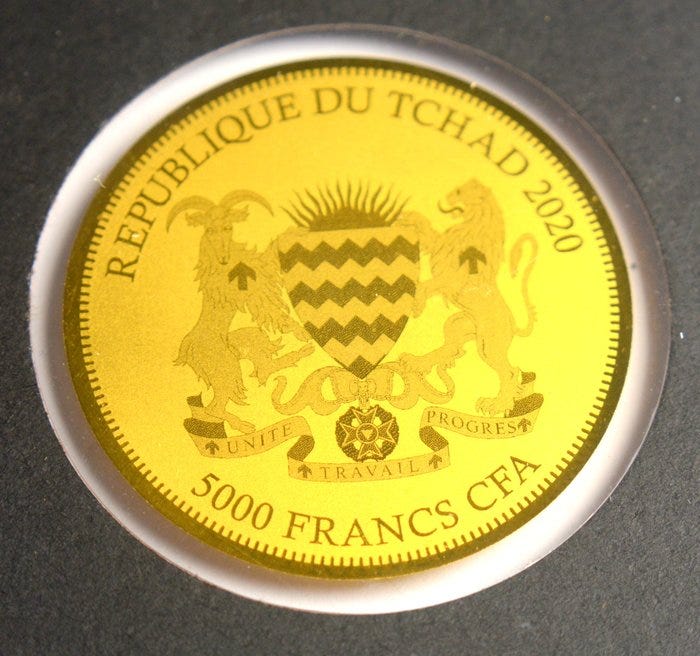 REPUBLIQUE DU TCHAD 2020
UNITE
TRAVAIL
PROGRES
5000 FRANCS CFA